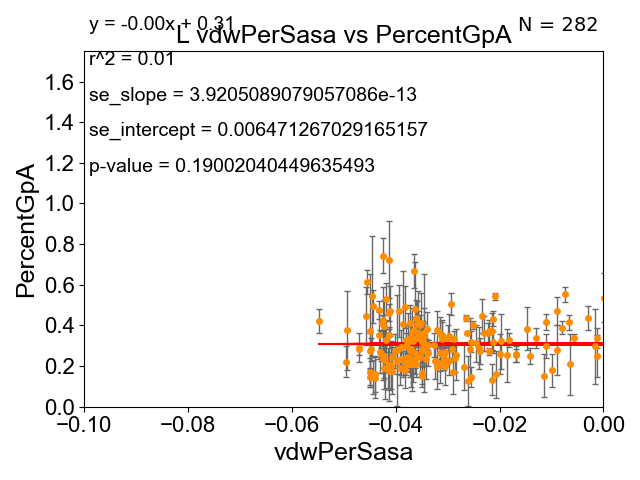 y = -0.00x + 0.31
N = 282
L vdwPerSasa vs PercentGpA
r^2 = 0.01
se_slope = 3.9205089079057086e-13
se_intercept = 0.006471267029165157
p-value = 0.19002040449635493
PercentGpA
1.6
1.4
1.2
1.0
0.8
0.6
0.4
0.2
0.0
−0.10
−0.08
−0.06
−0.04
−0.02
0.00
vdwPerSasa